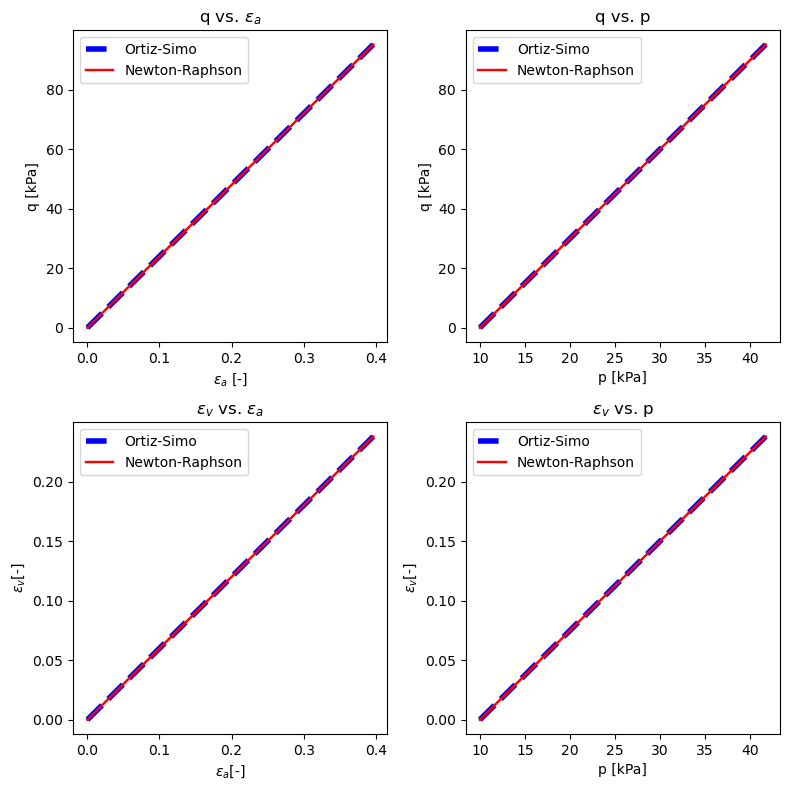 q vs. εₐ
Ortiz-Simo
Newton-Raphson
q [kPa]
0
20
40
60
80
0.0 0.1 0.2 0.3 0.4
εₐ [-]
q vs. p
Ortiz-Simo
Newton-Raphson
q [kPa]
0
20
40
60
80
10 15 20 25 30 35 40
p [kPa]
εᵥ vs. εₐ
Ortiz-Simo
Newton-Raphson
εᵥ[-]
0.00
0.05
0.10
0.15
0.20
0.0 0.1 0.2 0.3 0.4
εₐ[-]
εᵥ vs. p
Ortiz-Simo
Newton-Raphson
εᵥ[-]
0.00
0.05
0.10
0.15
0.20
10 15 20 25 30 35 40
p [kPa]